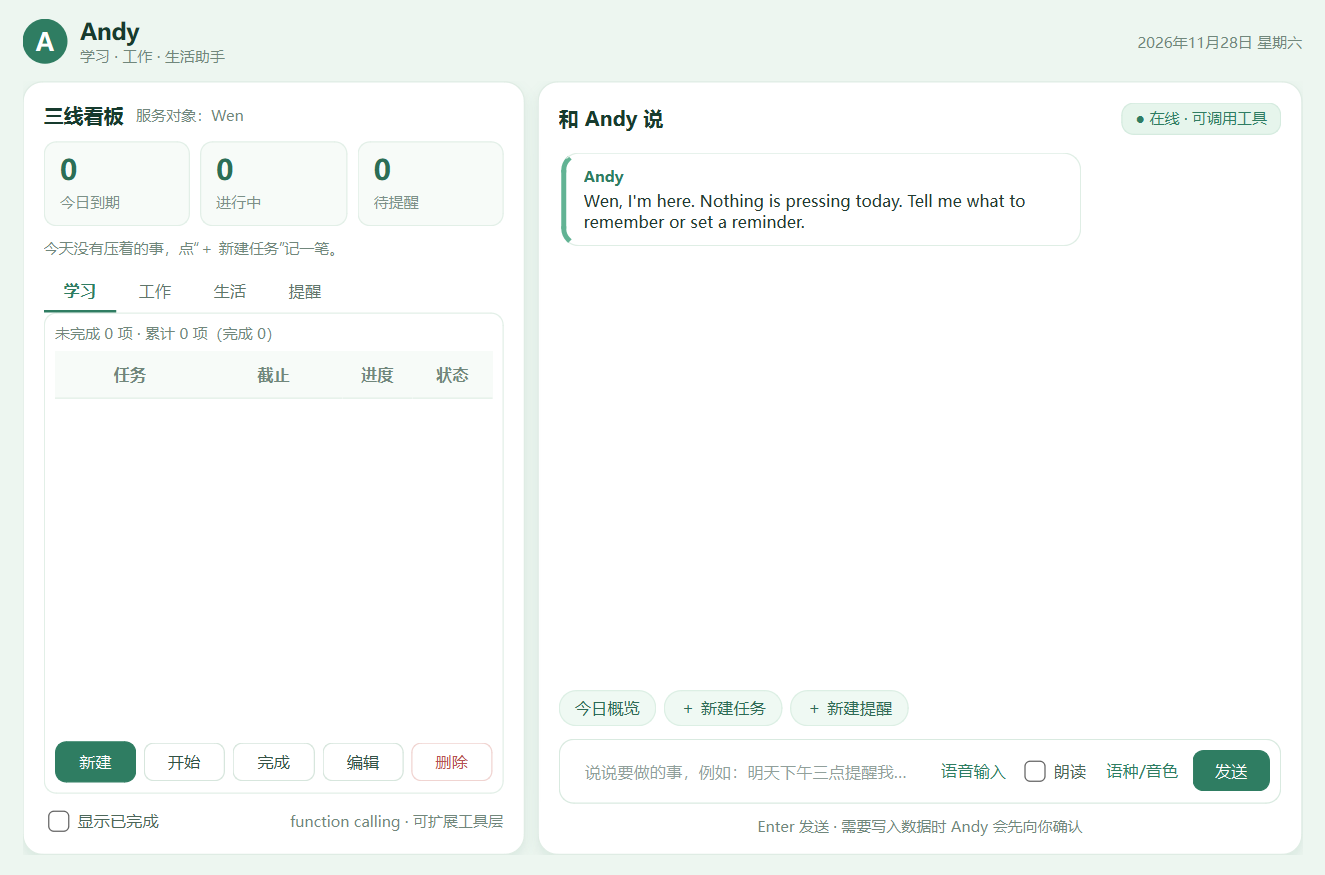 A
Andy
学习 · 工作 · 生活助手
2026年11月28日 星期六
三线看板 服务对象：Wen
0
今日到期
0
进行中
0
待提醒
今天没有压着的事，点“＋ 新建任务”记一笔。
学习 工作 生活 提醒
未完成 0 项 · 累计 0 项（完成 0）
任务 截止 进度 状态
新建 开始 完成 编辑 删除
显示已完成 function calling · 可扩展工具层
和 Andy 说
● 在线 · 可调用工具
Andy
Wen, I'm here. Nothing is pressing today. Tell me what to
remember or set a reminder.
今日概览 ＋ 新建任务 ＋ 新建提醒
说说要做的事，例如：明天下午三点提醒我... 语音输入 朗读 语种/音色 发送
Enter 发送 · 需要写入数据时 Andy 会先向你确认